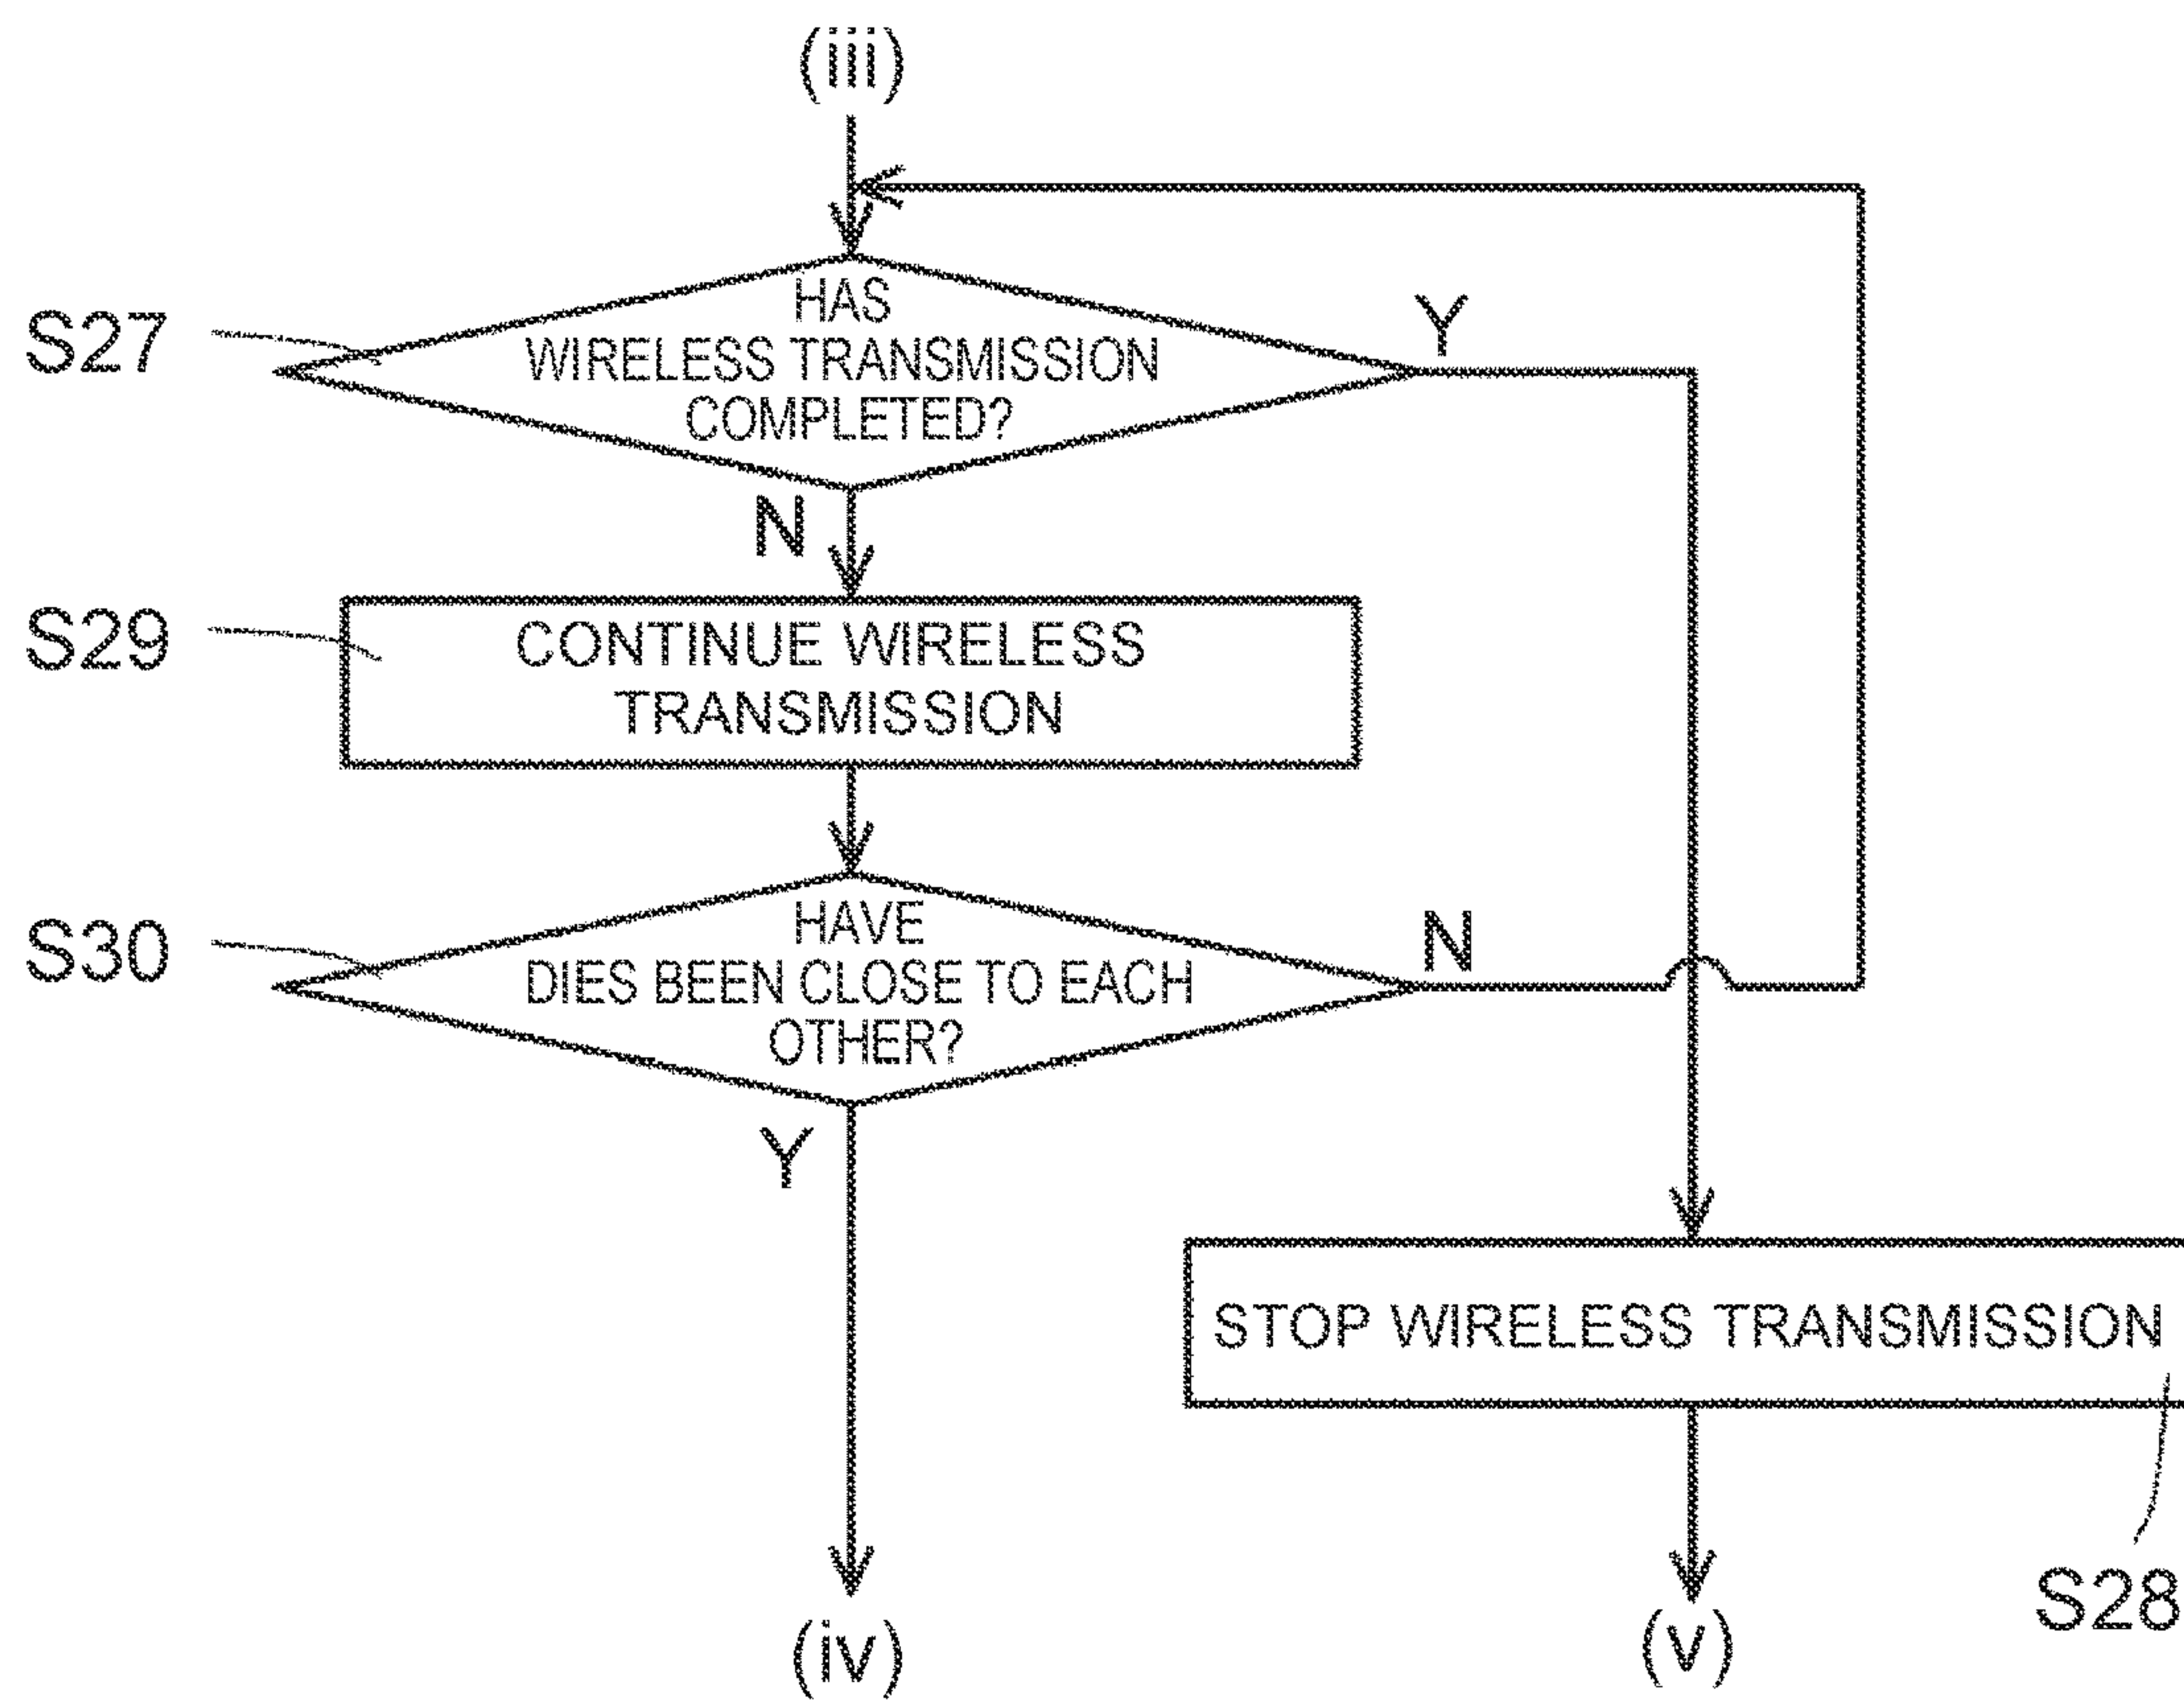 (iii)
S27
HAS
WIRELESS TRANSMISSION
COMPLETED?
Y
N
S29
CONTINUE WIRELESS
TRANSMISSION
S30
HAVE
DIES BEEN CLOSE TO EACH
OTHER?
N
Y
STOP WIRELESS TRANSMISSION
S28
(iv)
(v)